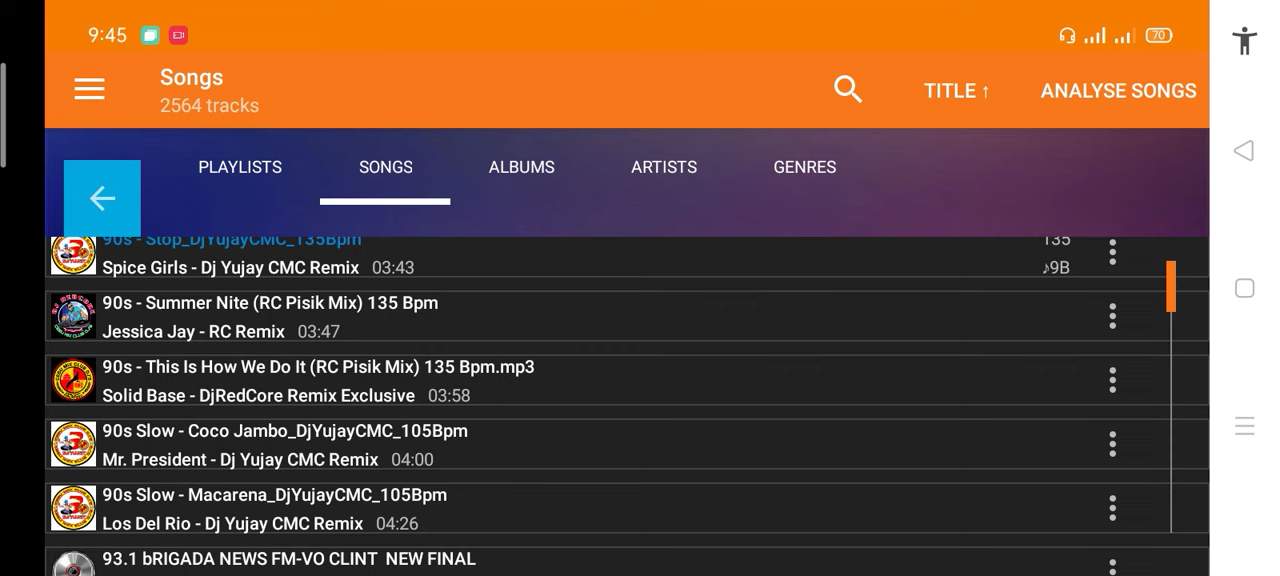 9:45
70
Songs
2564 tracks
TITLE ↑
ANALYSE SONGS
PLAYLISTS
SONGS
ALBUMS
ARTISTS
GENRES
90s - Stop_DjYujayCMC_135Bpm
135
Spice Girls - Dj Yujay CMC Remix 03:43
♪9B
90s - Summer Nite (RC Pisik Mix) 135 Bpm
Jessica Jay - RC Remix 03:47
90s - This Is How We Do It (RC Pisik Mix) 135 Bpm.mp3
Solid Base - DjRedCore Remix Exclusive 03:58
90s Slow - Coco Jambo_DjYujayCMC_105Bpm
Mr. President - Dj Yujay CMC Remix 04:00
90s Slow - Macarena_DjYujayCMC_105Bpm
Los Del Rio - Dj Yujay CMC Remix 04:26
93.1 bRIGADA NEWS FM-VO CLINT NEW FINAL